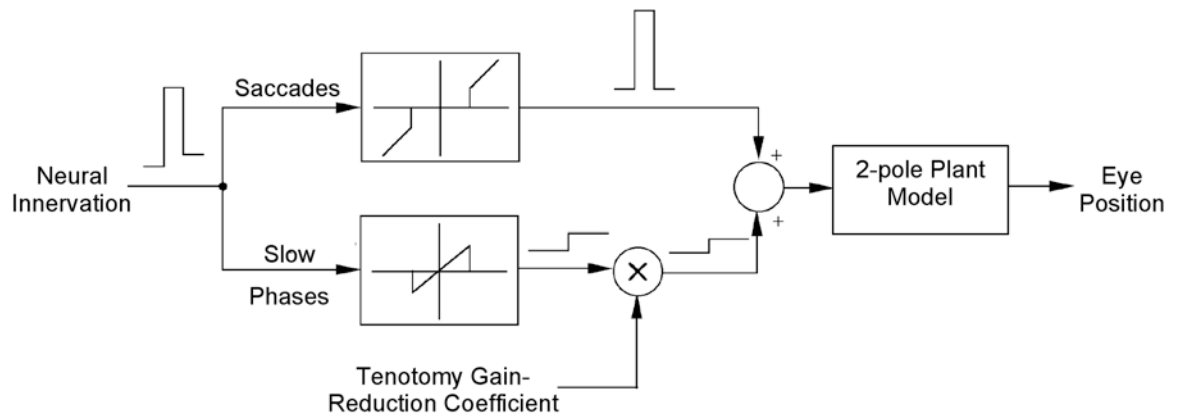 Saccades
Neural
Innervation
Slow
Phases
+
+
×
2-pole Plant
Model
Eye
Position
Tenotomy Gain-
Reduction Coefficient